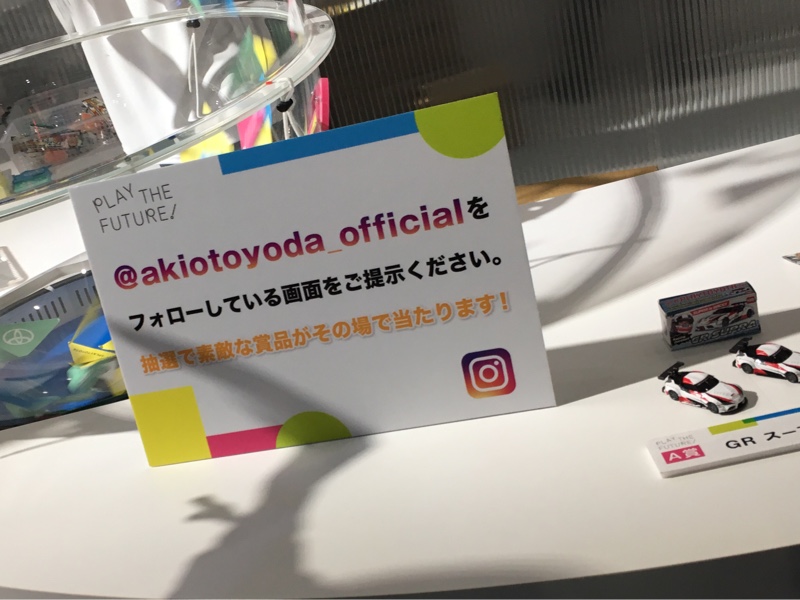 PLAY THE
FUTURE!
@akiotoyoda_officialを
フォローしている画面をご提示ください。
抽選で素敵な賞品がその場で当たります!
PLAY THE
FUTURE!
A賞
GR スー